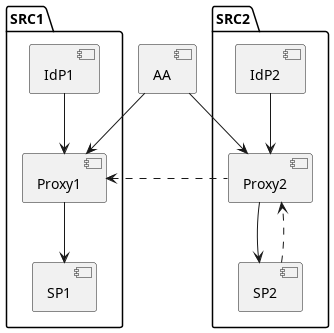 SRC1
SRC2
IdP1
AA
IdP2
Proxy1
Proxy2
SP1
SP2